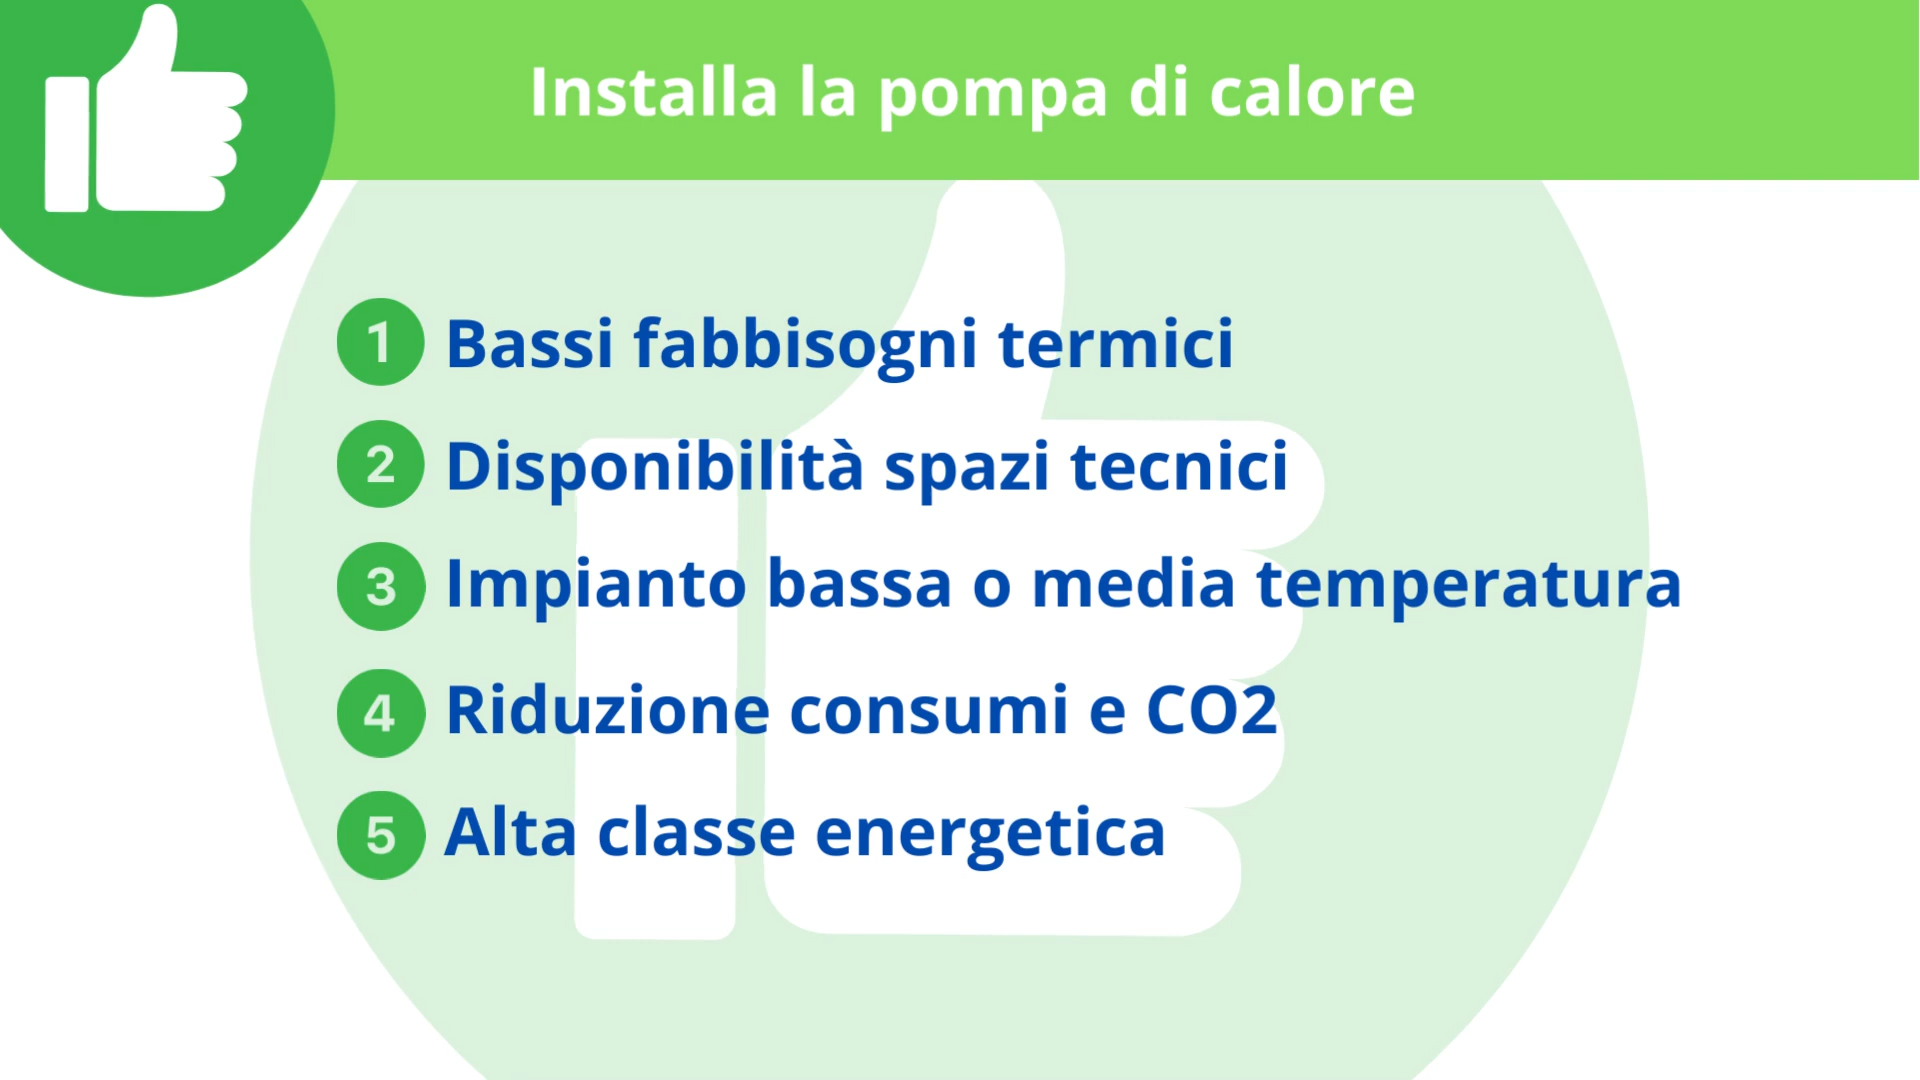 Installa la pompa di calore
1 Bassi fabbisogni termici
2 Disponibilità spazi tecnici
3 Impianto bassa o media temperatura
4 Riduzione consumi e CO2
5 Alta classe energetica